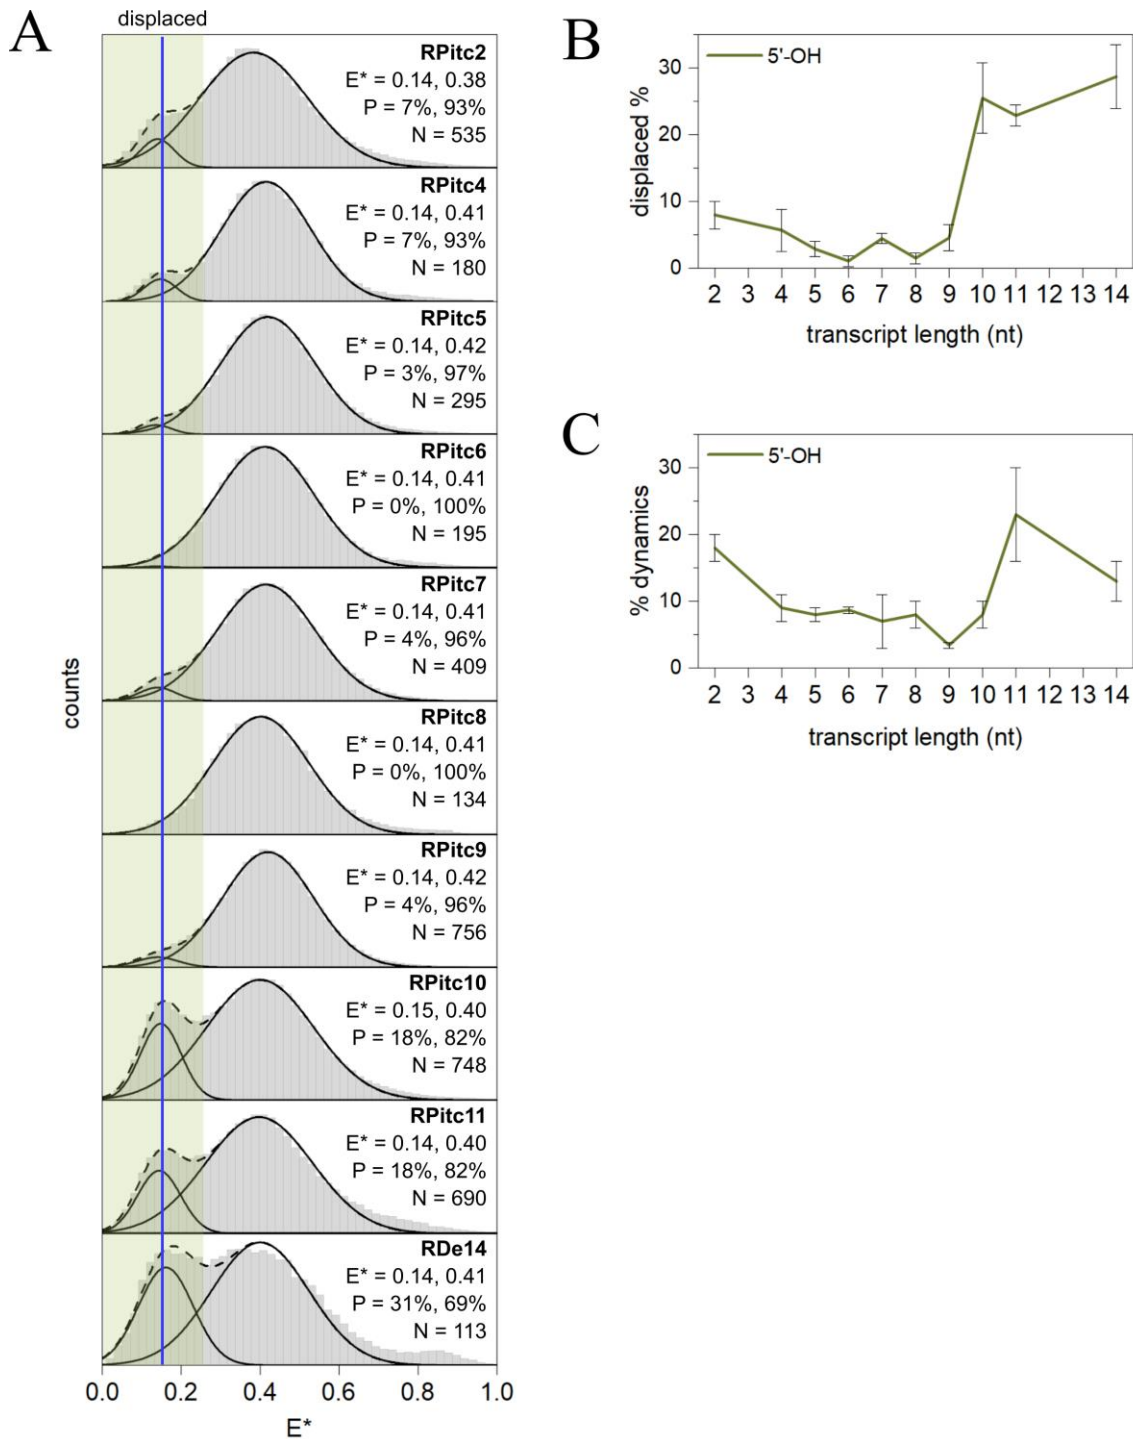 A
displaced
RPitc2
E* = 0.14, 0.38
P = 7%, 93%
N = 535
RPitc4
E* = 0.14, 0.41
P = 7%, 93%
N = 180
RPitc5
E* = 0.14, 0.42
P = 3%, 97%
N = 295
RPitc6
E* = 0.14, 0.41
P = 0%, 100%
N = 195
RPitc7
E* = 0.14, 0.41
P = 4%, 96%
N = 409
RPitc8
E* = 0.14, 0.41
P = 0%, 100%
N = 134
RPitc9
E* = 0.14, 0.42
P = 4%, 96%
N = 756
RPitc10
E* = 0.15, 0.40
P = 18%, 82%
N = 748
RPitc11
E* = 0.14, 0.40
P = 18%, 82%
N = 690
RDe14
E* = 0.14, 0.41
P = 31%, 69%
N = 113
counts
0.0 0.2 0.4 0.6 0.8 1.0
E*
B
5'-OH
displaced %
30
20
10
0
2 3 4 5 6 7 8 9 10 11 12 13 14
transcript length (nt)
C
5'-OH
% dynamics
30
20
10
0
2 3 4 5 6 7 8 9 10 11 12 13 14
transcript length (nt)